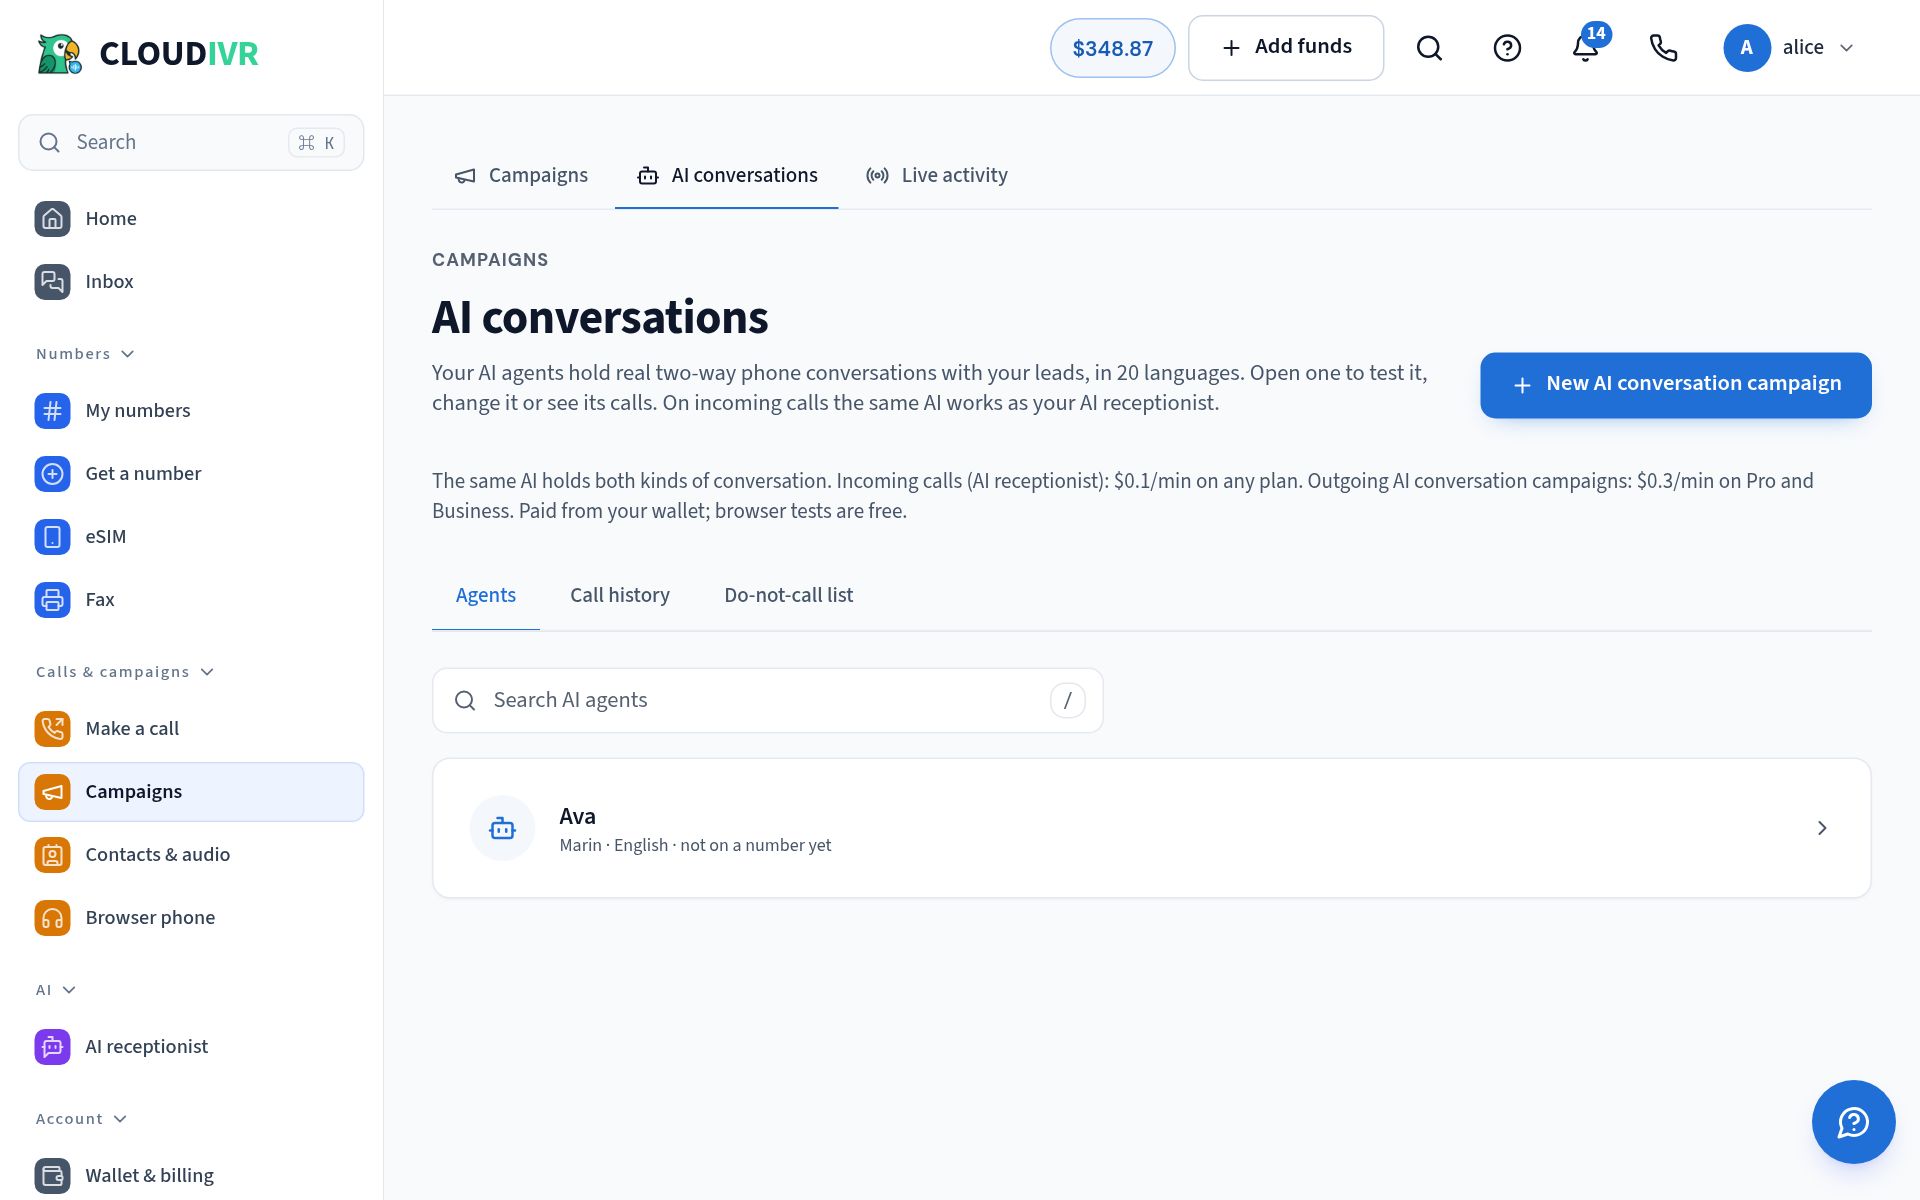 CLOUDIVR
Search
⌘ K
Home
Inbox
Numbers
My numbers
Get a number
eSIM
Fax
Calls & campaigns
Make a call
Campaigns
Contacts & audio
Browser phone
AI
AI receptionist
Account
Wallet & billing
$348.87
Add funds
14
A
alice
Campaigns
AI conversations
Live activity
CAMPAIGNS
AI conversations
Your AI agents hold real two-way phone conversations with your leads, in 20 languages. Open one to test it,
change it or see its calls. On incoming calls the same AI works as your AI receptionist.
New AI conversation campaign
The same AI holds both kinds of conversation. Incoming calls (AI receptionist): $0.1/min on any plan. Outgoing AI conversation campaigns: $0.3/min on Pro and
Business. Paid from your wallet; browser tests are free.
Agents
Call history
Do-not-call list
Search AI agents
/
Ava
Marin · English · not on a number yet